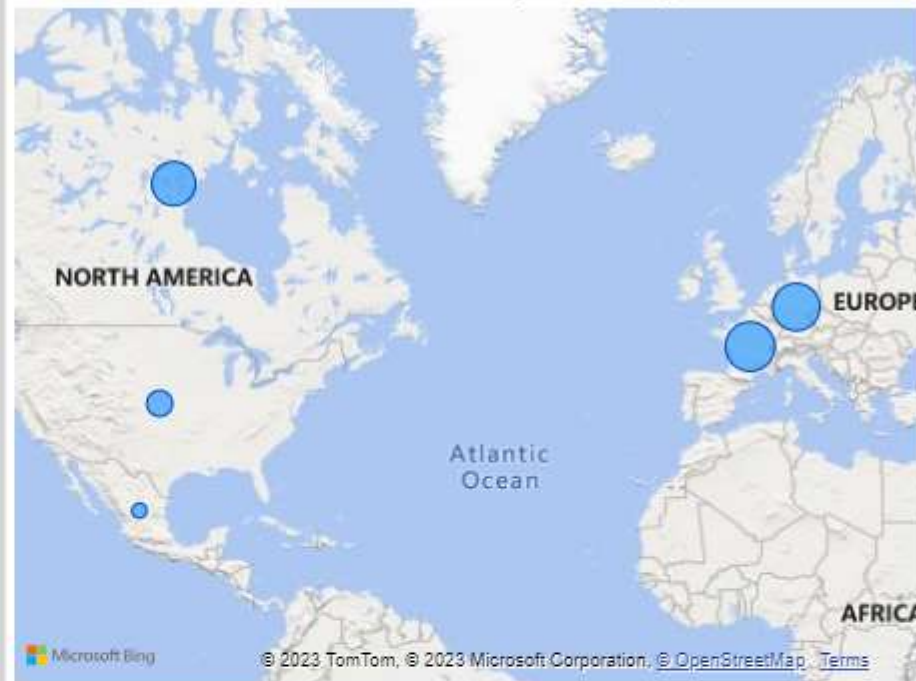 NORTH AMERICA
EUROPE
Atlantic
Ocean
AFRICA
Microsoft Bing
© 2023 TomTom, © 2023 Microsoft Corporation, © OpenStreetMap Terms